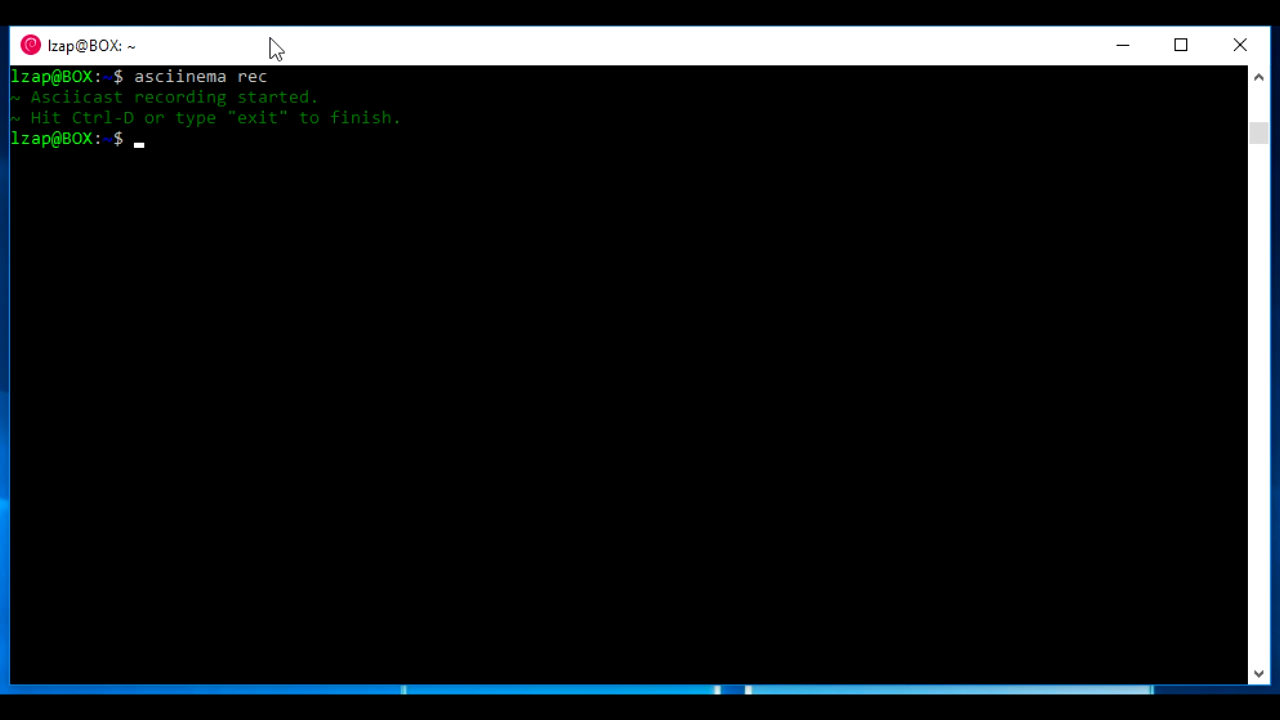 lzap@BOX: ~
lzap@BOX:~$ asciinema rec
~ Asciicast recording started.
~ Hit Ctrl-D or type "exit" to finish.
lzap@BOX:~$